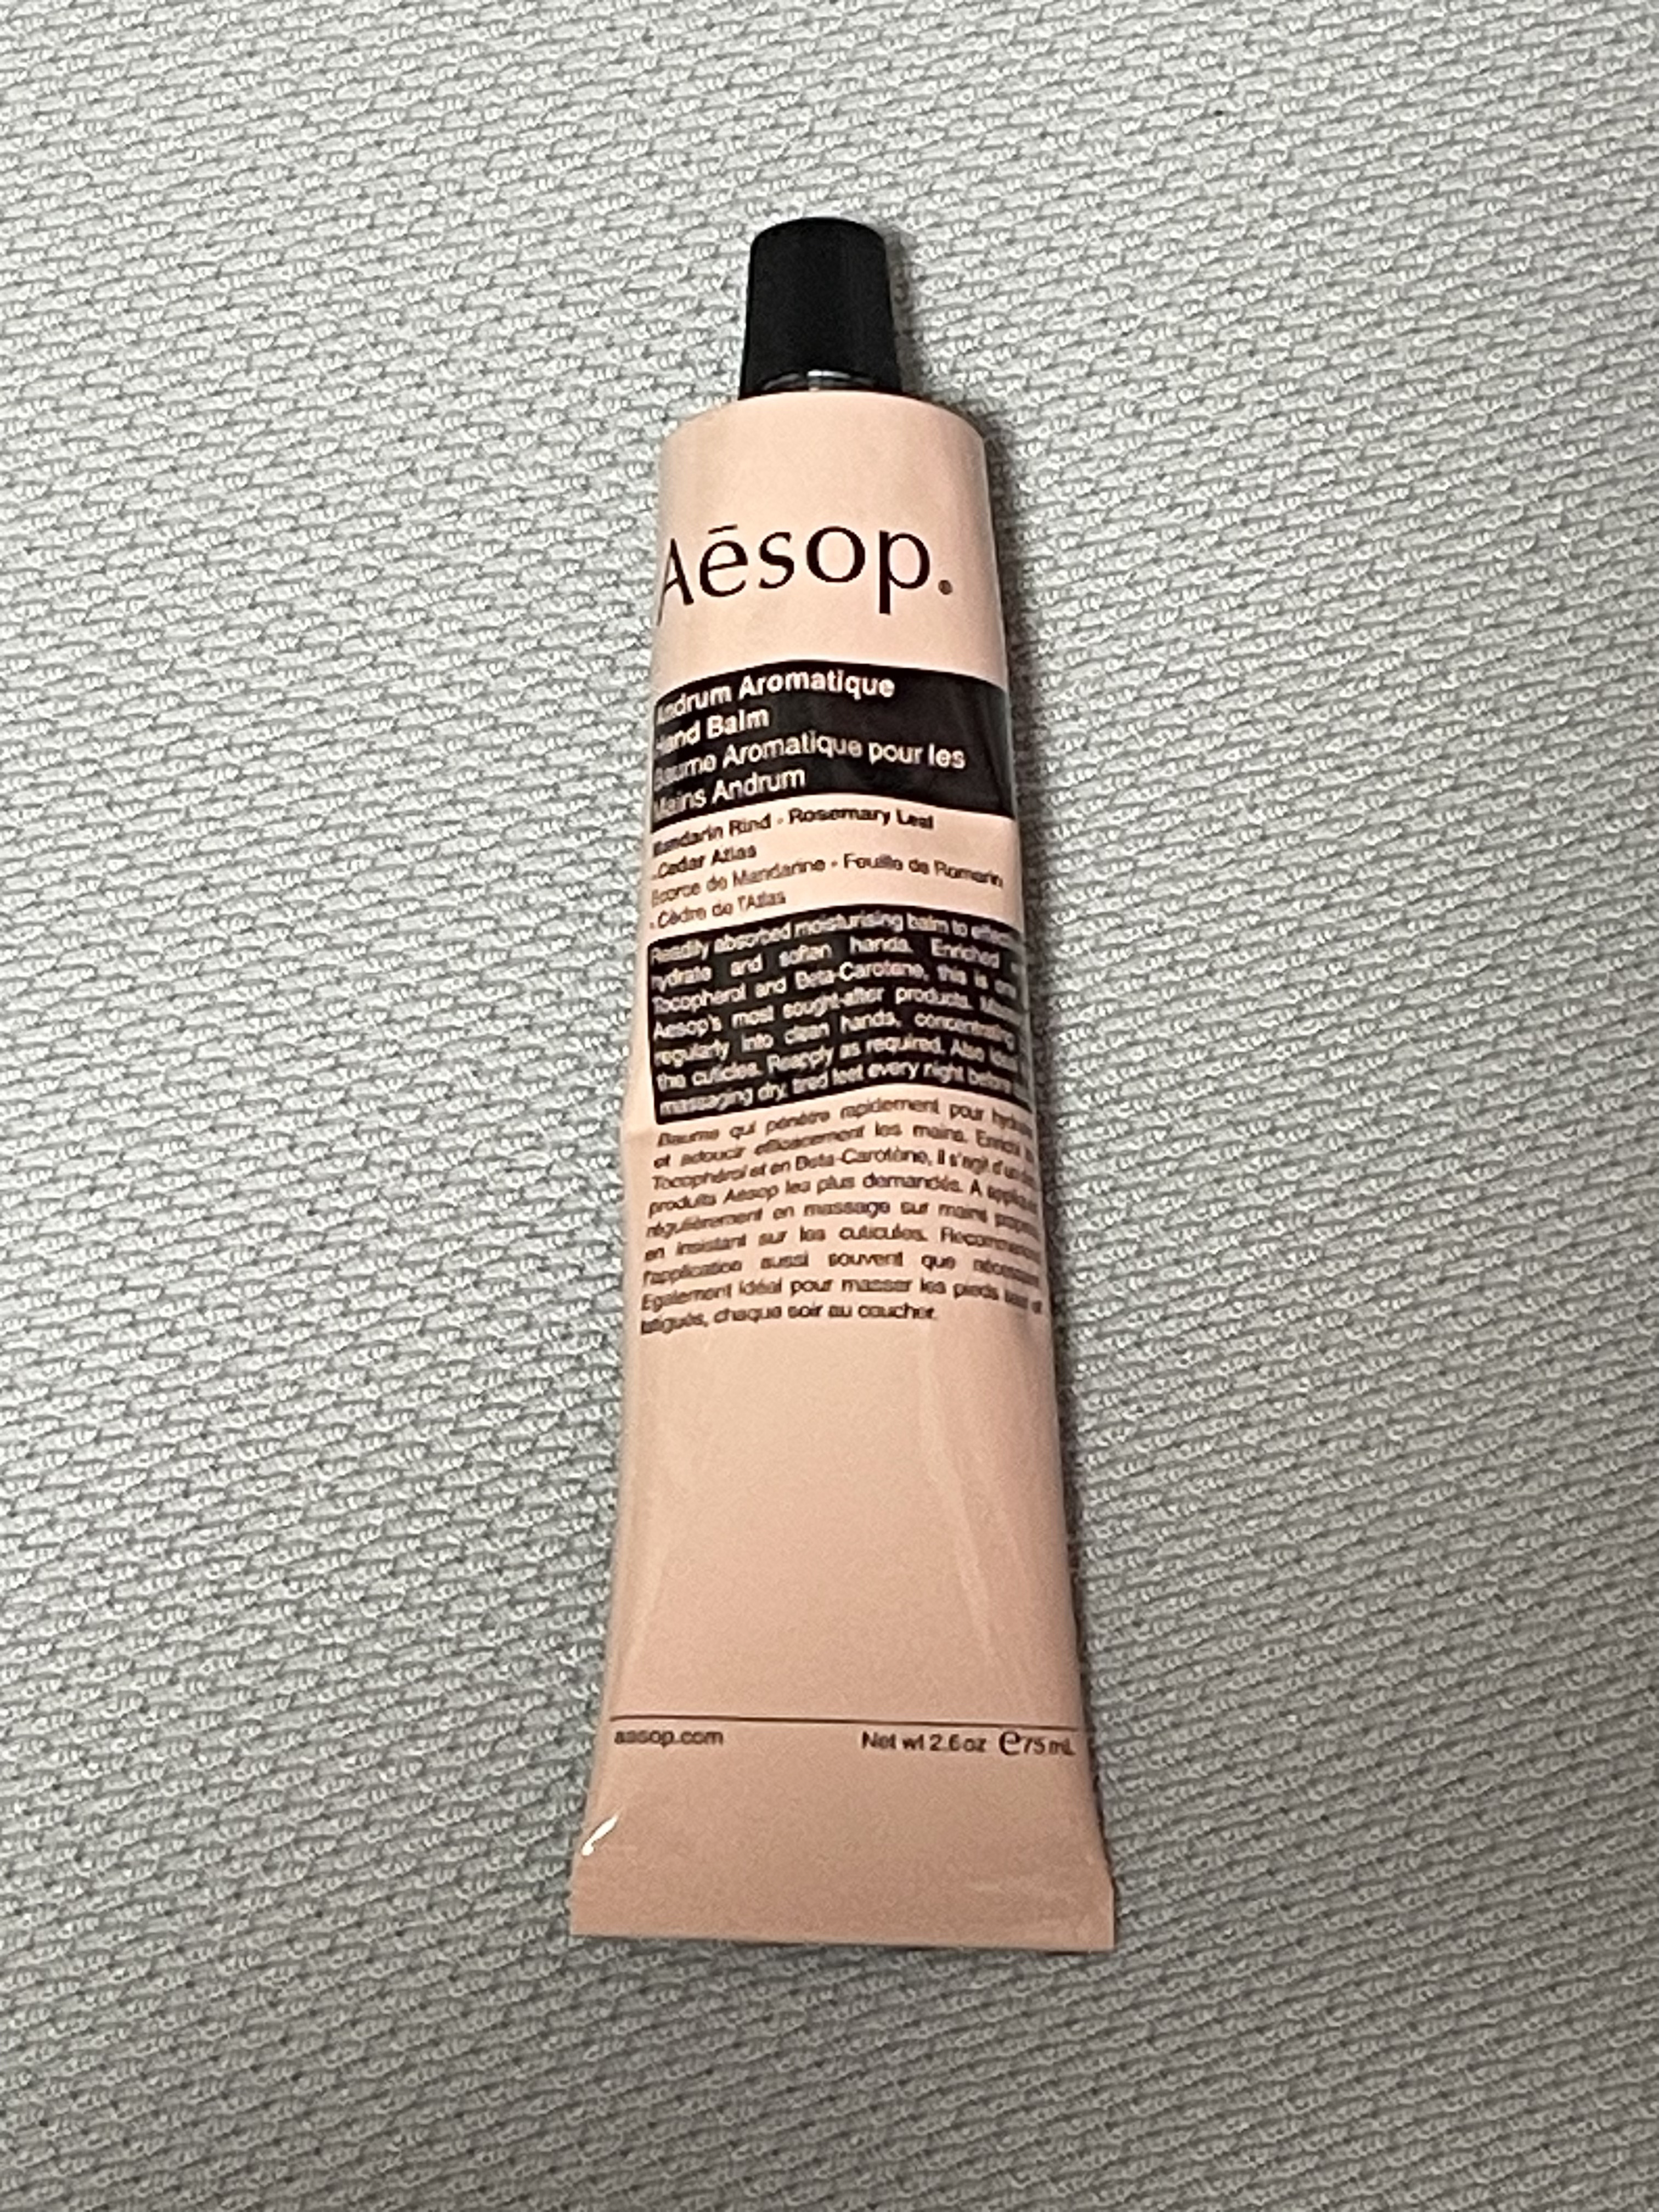 Aēsop.®
Andrum Aromatique
Hand Balm
Baume Aromatique pour les
Mains Andrum
Mandarin Rind - Rosemary Leaf
- Cedar Atlas
Ecorce de Mandarine - Feuille de Romarin
- Cèdre de l'Atlas
Readily absorbed moisturising balm to
hydrate and soften hands. Enriched
Tocopherol and Beta-Carotene, this is
Aesop's most sought-after products.
regularly into clean hands, concentrating
the cuticles. Reapply as required. Also
massaging dry, tired feet every night before
Baume qui pénètre rapidement pour
et adoucir efficacement les mains. Enrichi
Tocophérol et en Beta-Carotène, il s'agit
produits Aesop les plus demandés. A
régulièrement en massage sur mains
en insistant sur les cuticules.
l'application aussi souvent que
Egalement idéal pour masser les pieds
fatigués, chaque soir au coucher.
aesop.com Net wt 2.6 oz ℮75 mL